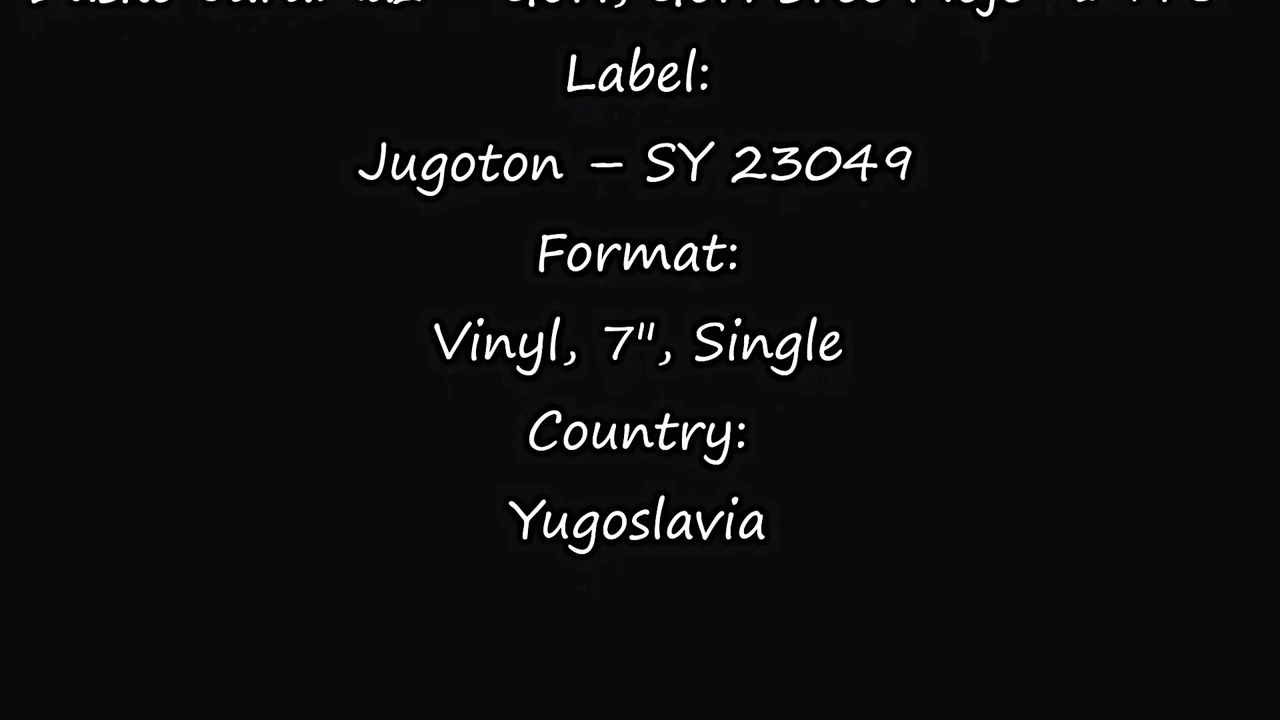 Label:
Jugoton – SY 23049
Format:
Vinyl, 7", Single
Country:
Yugoslavia